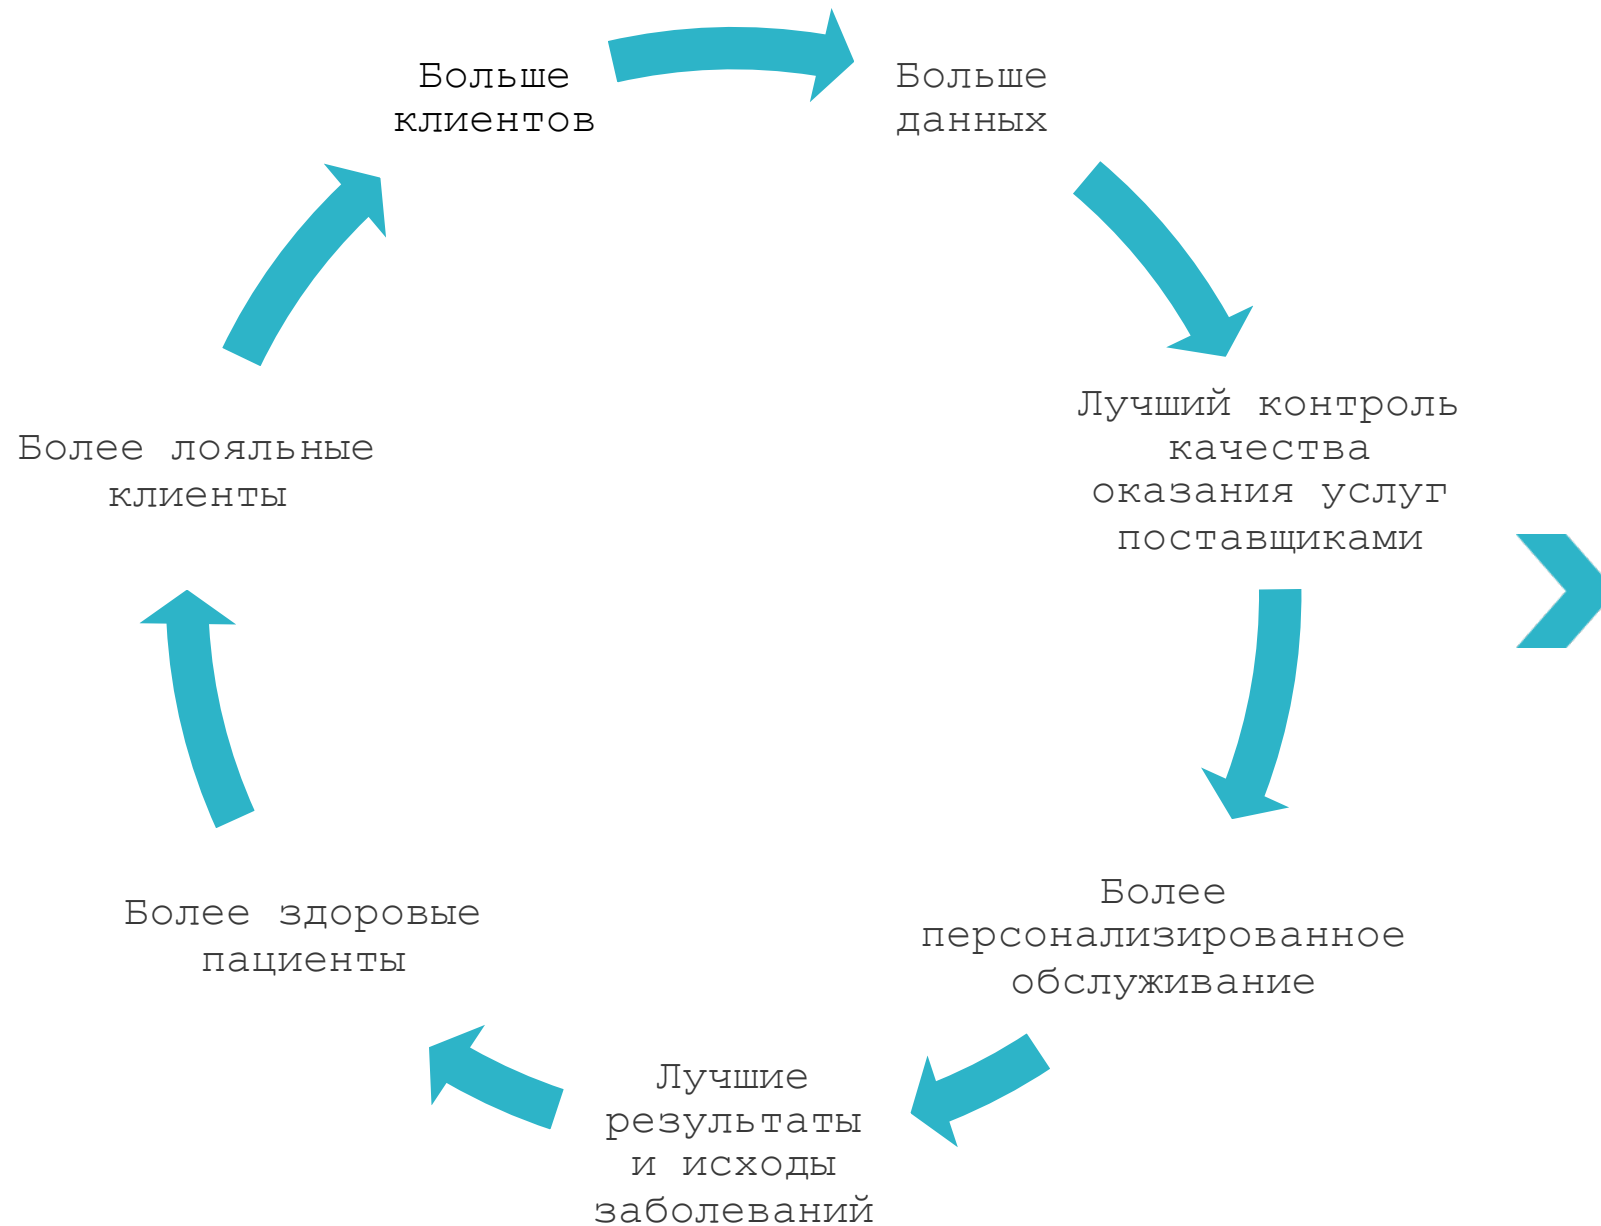 Больше
клиентов
Больше
данных
Лучший контроль
качества
оказания услуг
поставщиками
Более
персонализированное
обслуживание
Лучшие
результаты
и исходы
заболеваний
Более здоровые
пациенты
Более лояльные
клиенты